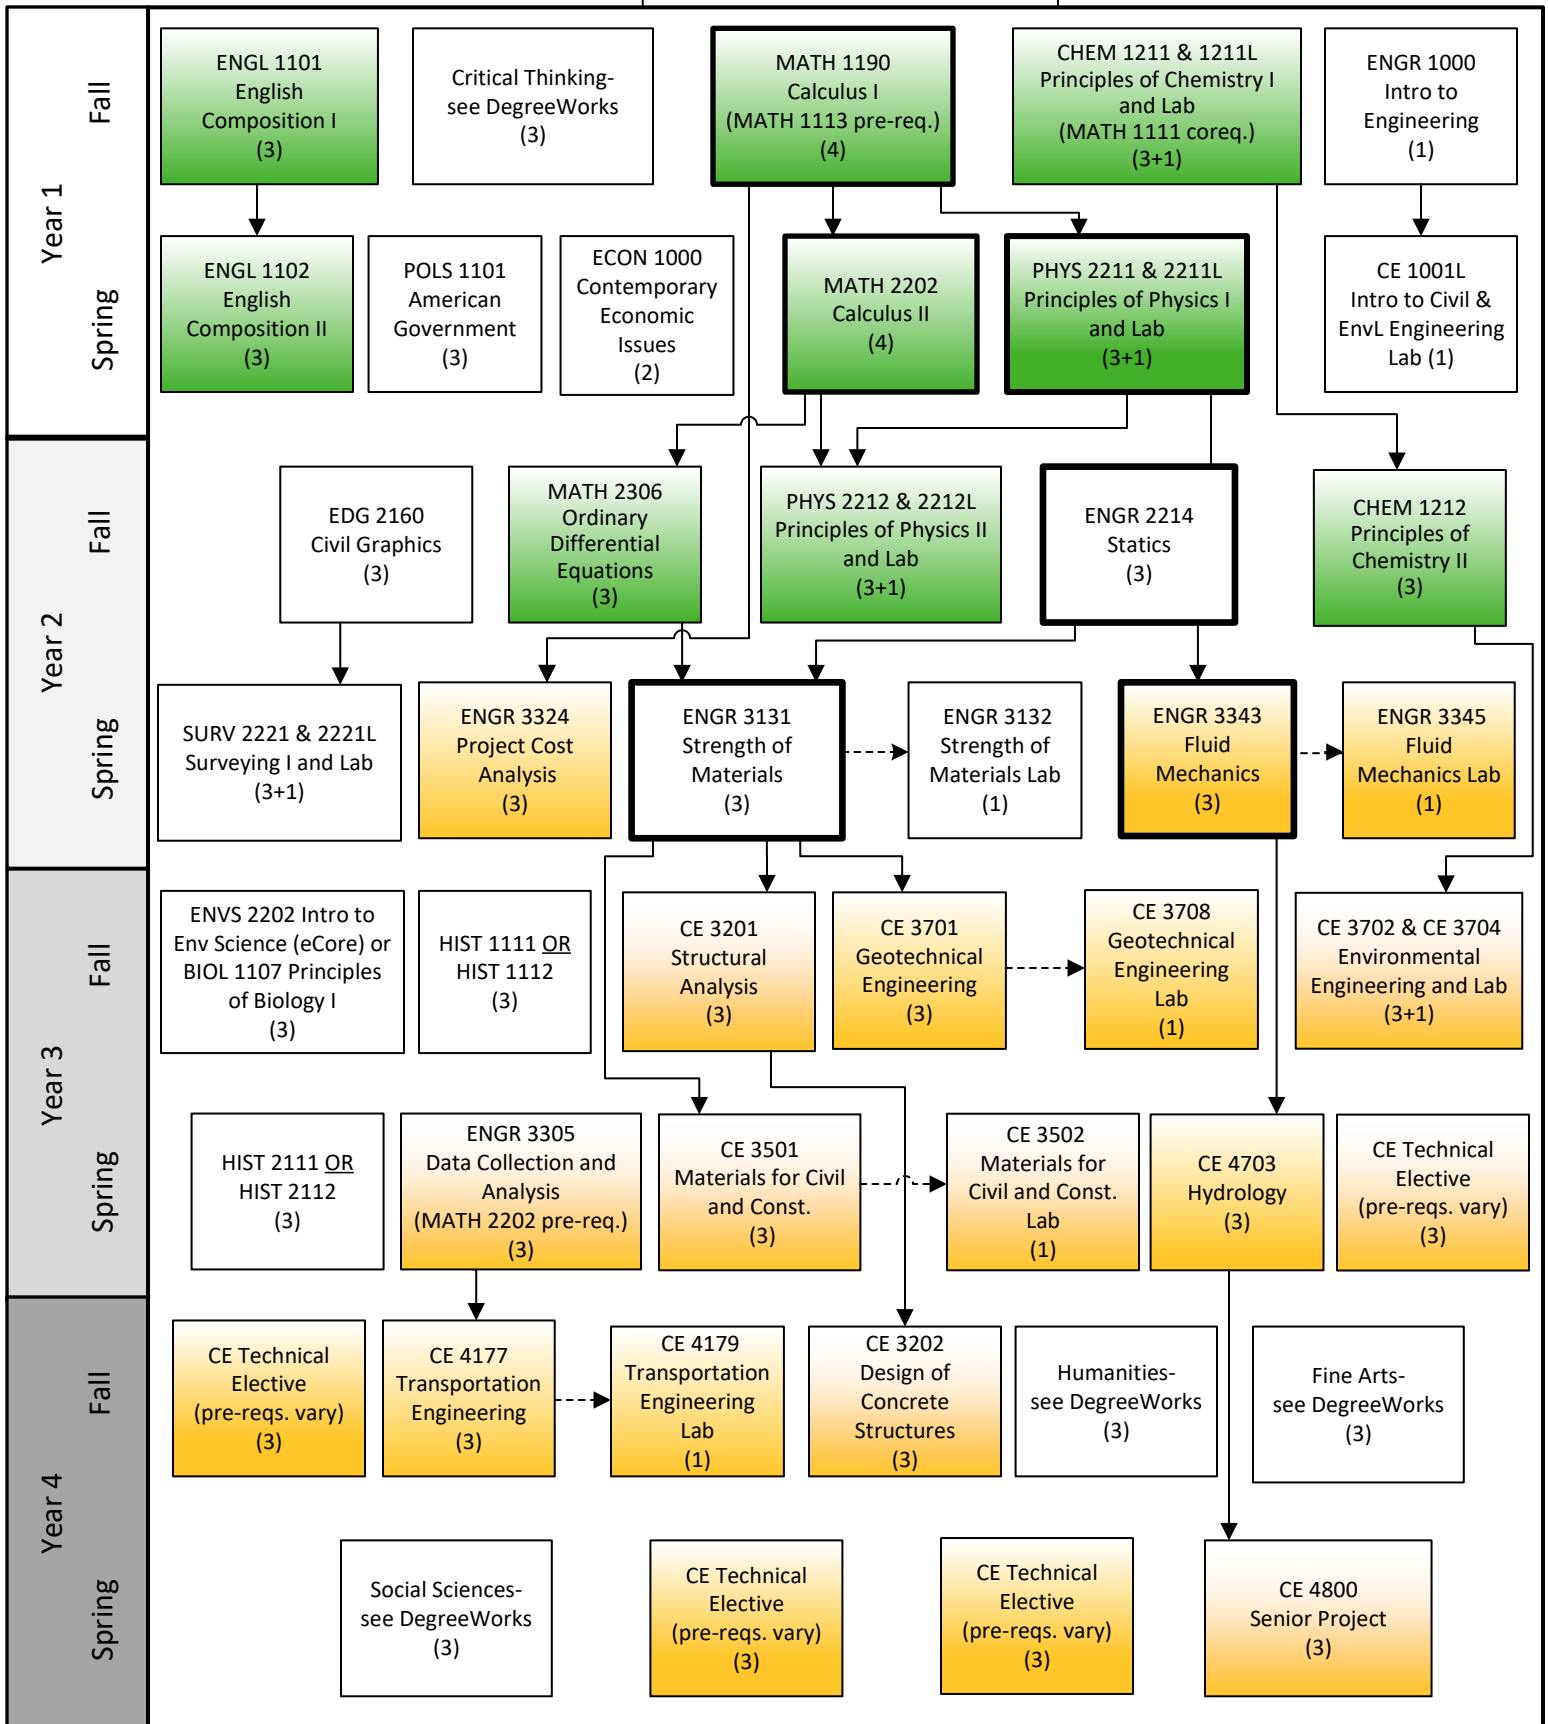 Year 1
Fall
ENGL 1101
English
Composition I
(3)
Critical Thinking-
see DegreeWorks
(3)
MATH 1190
Calculus I
(MATH 1113 pre-req.)
(4)
CHEM 1211 & 1211L
Principles of Chemistry I
and Lab
(MATH 1111 coreq.)
(3+1)
ENGR 1000
Intro to
Engineering
(1)
Spring
ENGL 1102
English
Composition II
(3)
POLS 1101
American
Government
(3)
ECON 1000
Contemporary
Economic
Issues
(2)
MATH 2202
Calculus II
(4)
PHYS 2211 & 2211L
Principles of Physics I
and Lab
(3+1)
CE 1001L
Intro to Civil &
EnvL Engineering
Lab (1)
Year 2
Fall
EDG 2160
Civil Graphics
(3)
MATH 2306
Ordinary
Differential
Equations
(3)
PHYS 2212 & 2212L
Principles of Physics II
and Lab
(3+1)
ENGR 2214
Statics
(3)
CHEM 1212
Principles of
Chemistry II
(3)
Spring
SURV 2221 & 2221L
Surveying I and Lab
(3+1)
ENGR 3324
Project Cost
Analysis
(3)
ENGR 3131
Strength of
Materials
(3)
ENGR 3132
Strength of
Materials Lab
(1)
ENGR 3343
Fluid
Mechanics
(3)
ENGR 3345
Fluid
Mechanics Lab
(1)
Year 3
Fall
ENVS 2202 Intro to
Env Science (eCore) or
BIOL 1107 Principles
of Biology I
(3)
HIST 1111 OR
HIST 1112
(3)
CE 3201
Structural
Analysis
(3)
CE 3701
Geotechnical
Engineering
(3)
CE 3708
Geotechnical
Engineering
Lab
(1)
CE 3702 & CE 3704
Environmental
Engineering and Lab
(3+1)
Spring
HIST 2111 OR
HIST 2112
(3)
ENGR 3305
Data Collection and
Analysis
(MATH 2202 pre-req.)
(3)
CE 3501
Materials for Civil
and Const.
(3)
CE 3502
Materials for
Civil and Const.
Lab
(1)
CE 4703
Hydrology
(3)
CE Technical
Elective
(pre-reqs. vary)
(3)
Year 4
Fall
CE Technical
Elective
(pre-reqs. vary)
(3)
CE 4177
Transportation
Engineering
(3)
CE 4179
Transportation
Engineering
Lab
(1)
CE 3202
Design of
Concrete
Structures
(3)
Humanities-
see DegreeWorks
(3)
Fine Arts-
see DegreeWorks
(3)
Spring
Social Sciences-
see DegreeWorks
(3)
CE Technical
Elective
(pre-reqs. vary)
(3)
CE Technical
Elective
(pre-reqs. vary)
(3)
CE 4800
Senior Project
(3)